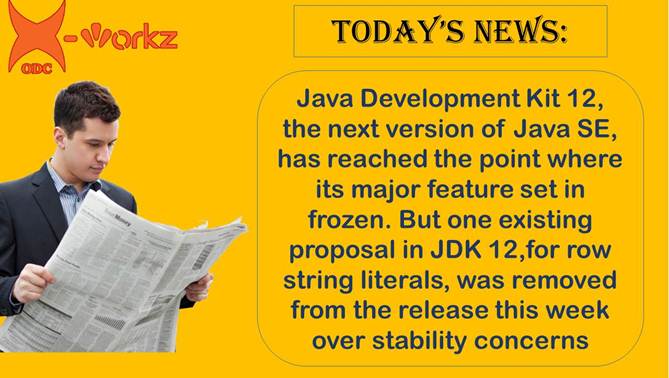 X-Workz
ODC
TODAY'S NEWS:
Java Development Kit 12,
the next version of Java SE,
has reached the point where
its major feature set in
frozen. But one existing
proposal in JDK 12,for row
string literals, was removed
from the release this week
over stability concerns
Money